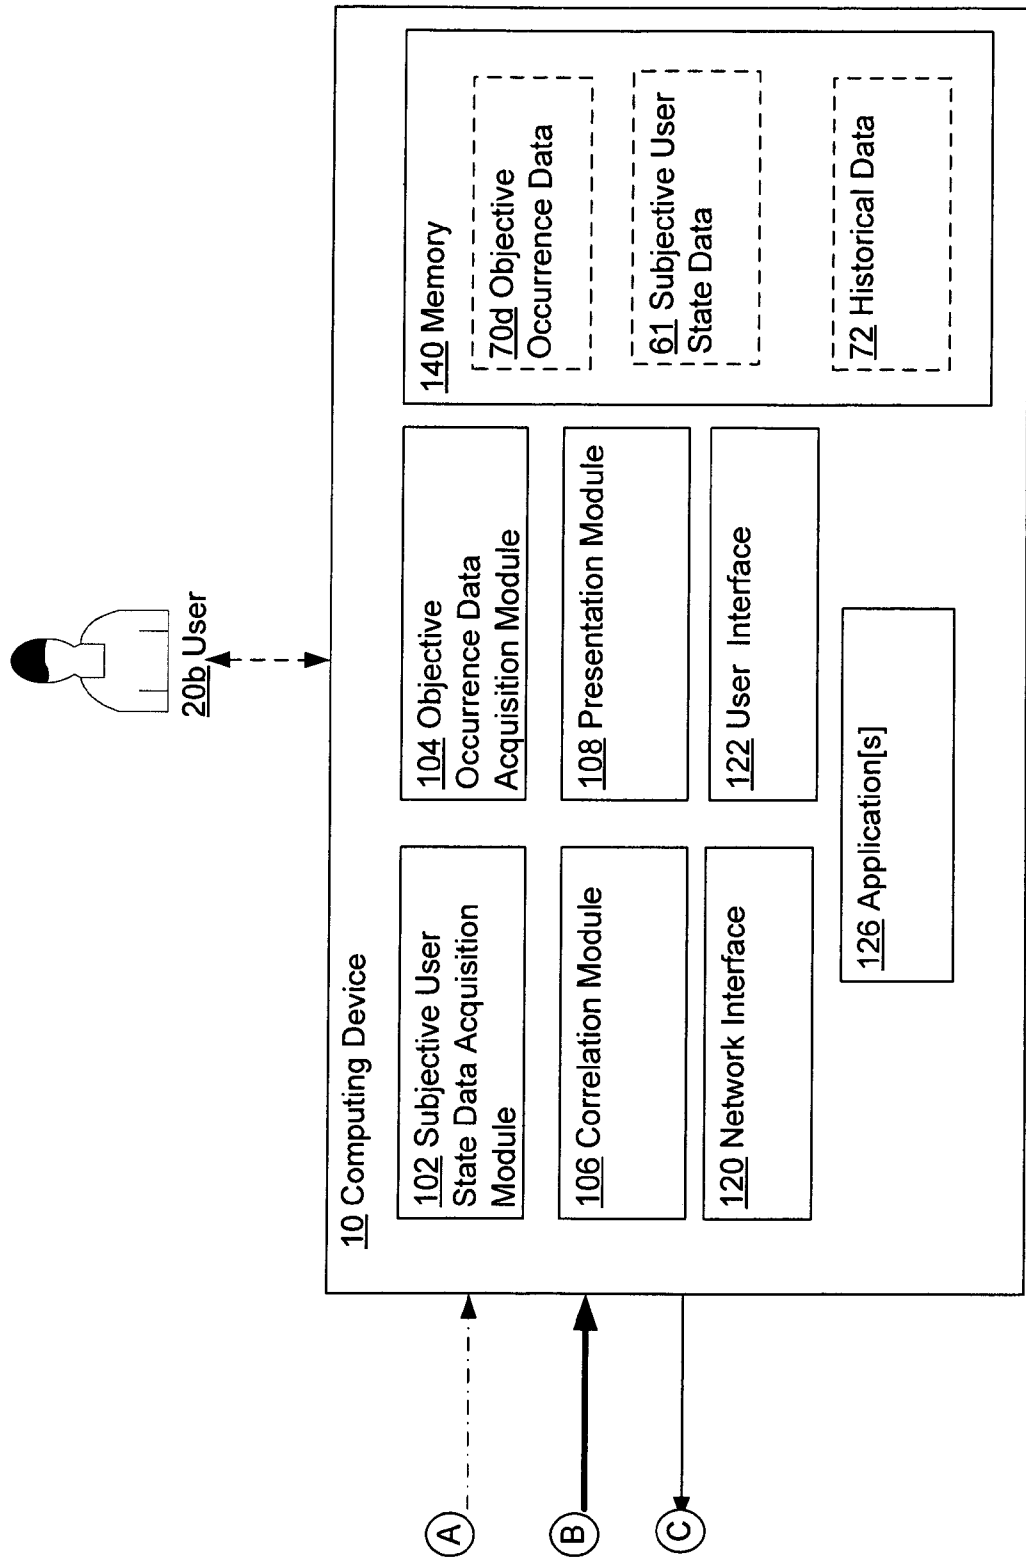 20b User
10 Computing Device
102 Subjective User
State Data Acquisition
Module
104 Objective
Occurrence Data
Acquisition Module
106 Correlation Module
108 Presentation Module
120 Network Interface
122 User Interface
126 Application[s]
140 Memory
70d Objective
Occurrence Data
61 Subjective User
State Data
72 Historical Data
A
B
C